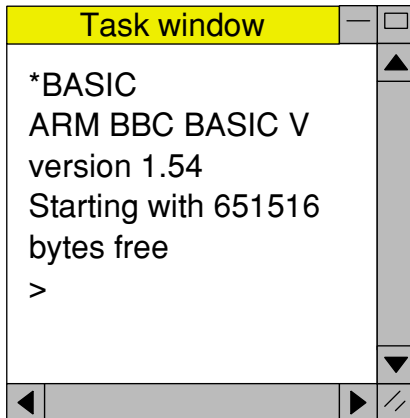 Task window
*BASIC
ARM BBC BASIC V
version 1.54
Starting with 651516
bytes free
>